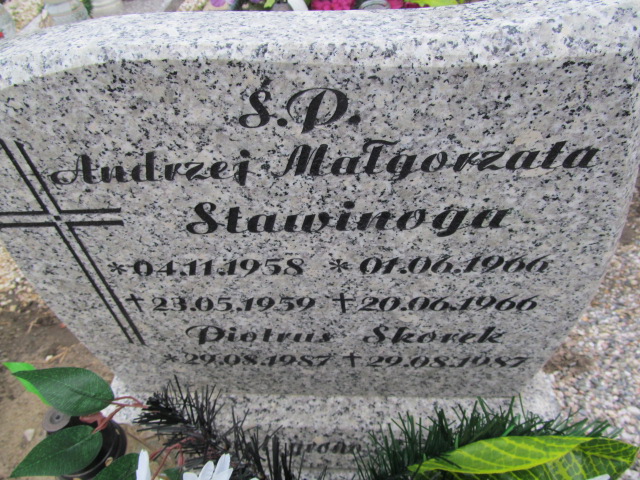 Ś.P.
Andrzej Małgorzata
Stawinoga
*04.11.1958 *01.06.1966
+23.05.1959 +20.06.1966
Piotruś Skorek
*29.08.1987 +29.08.1987